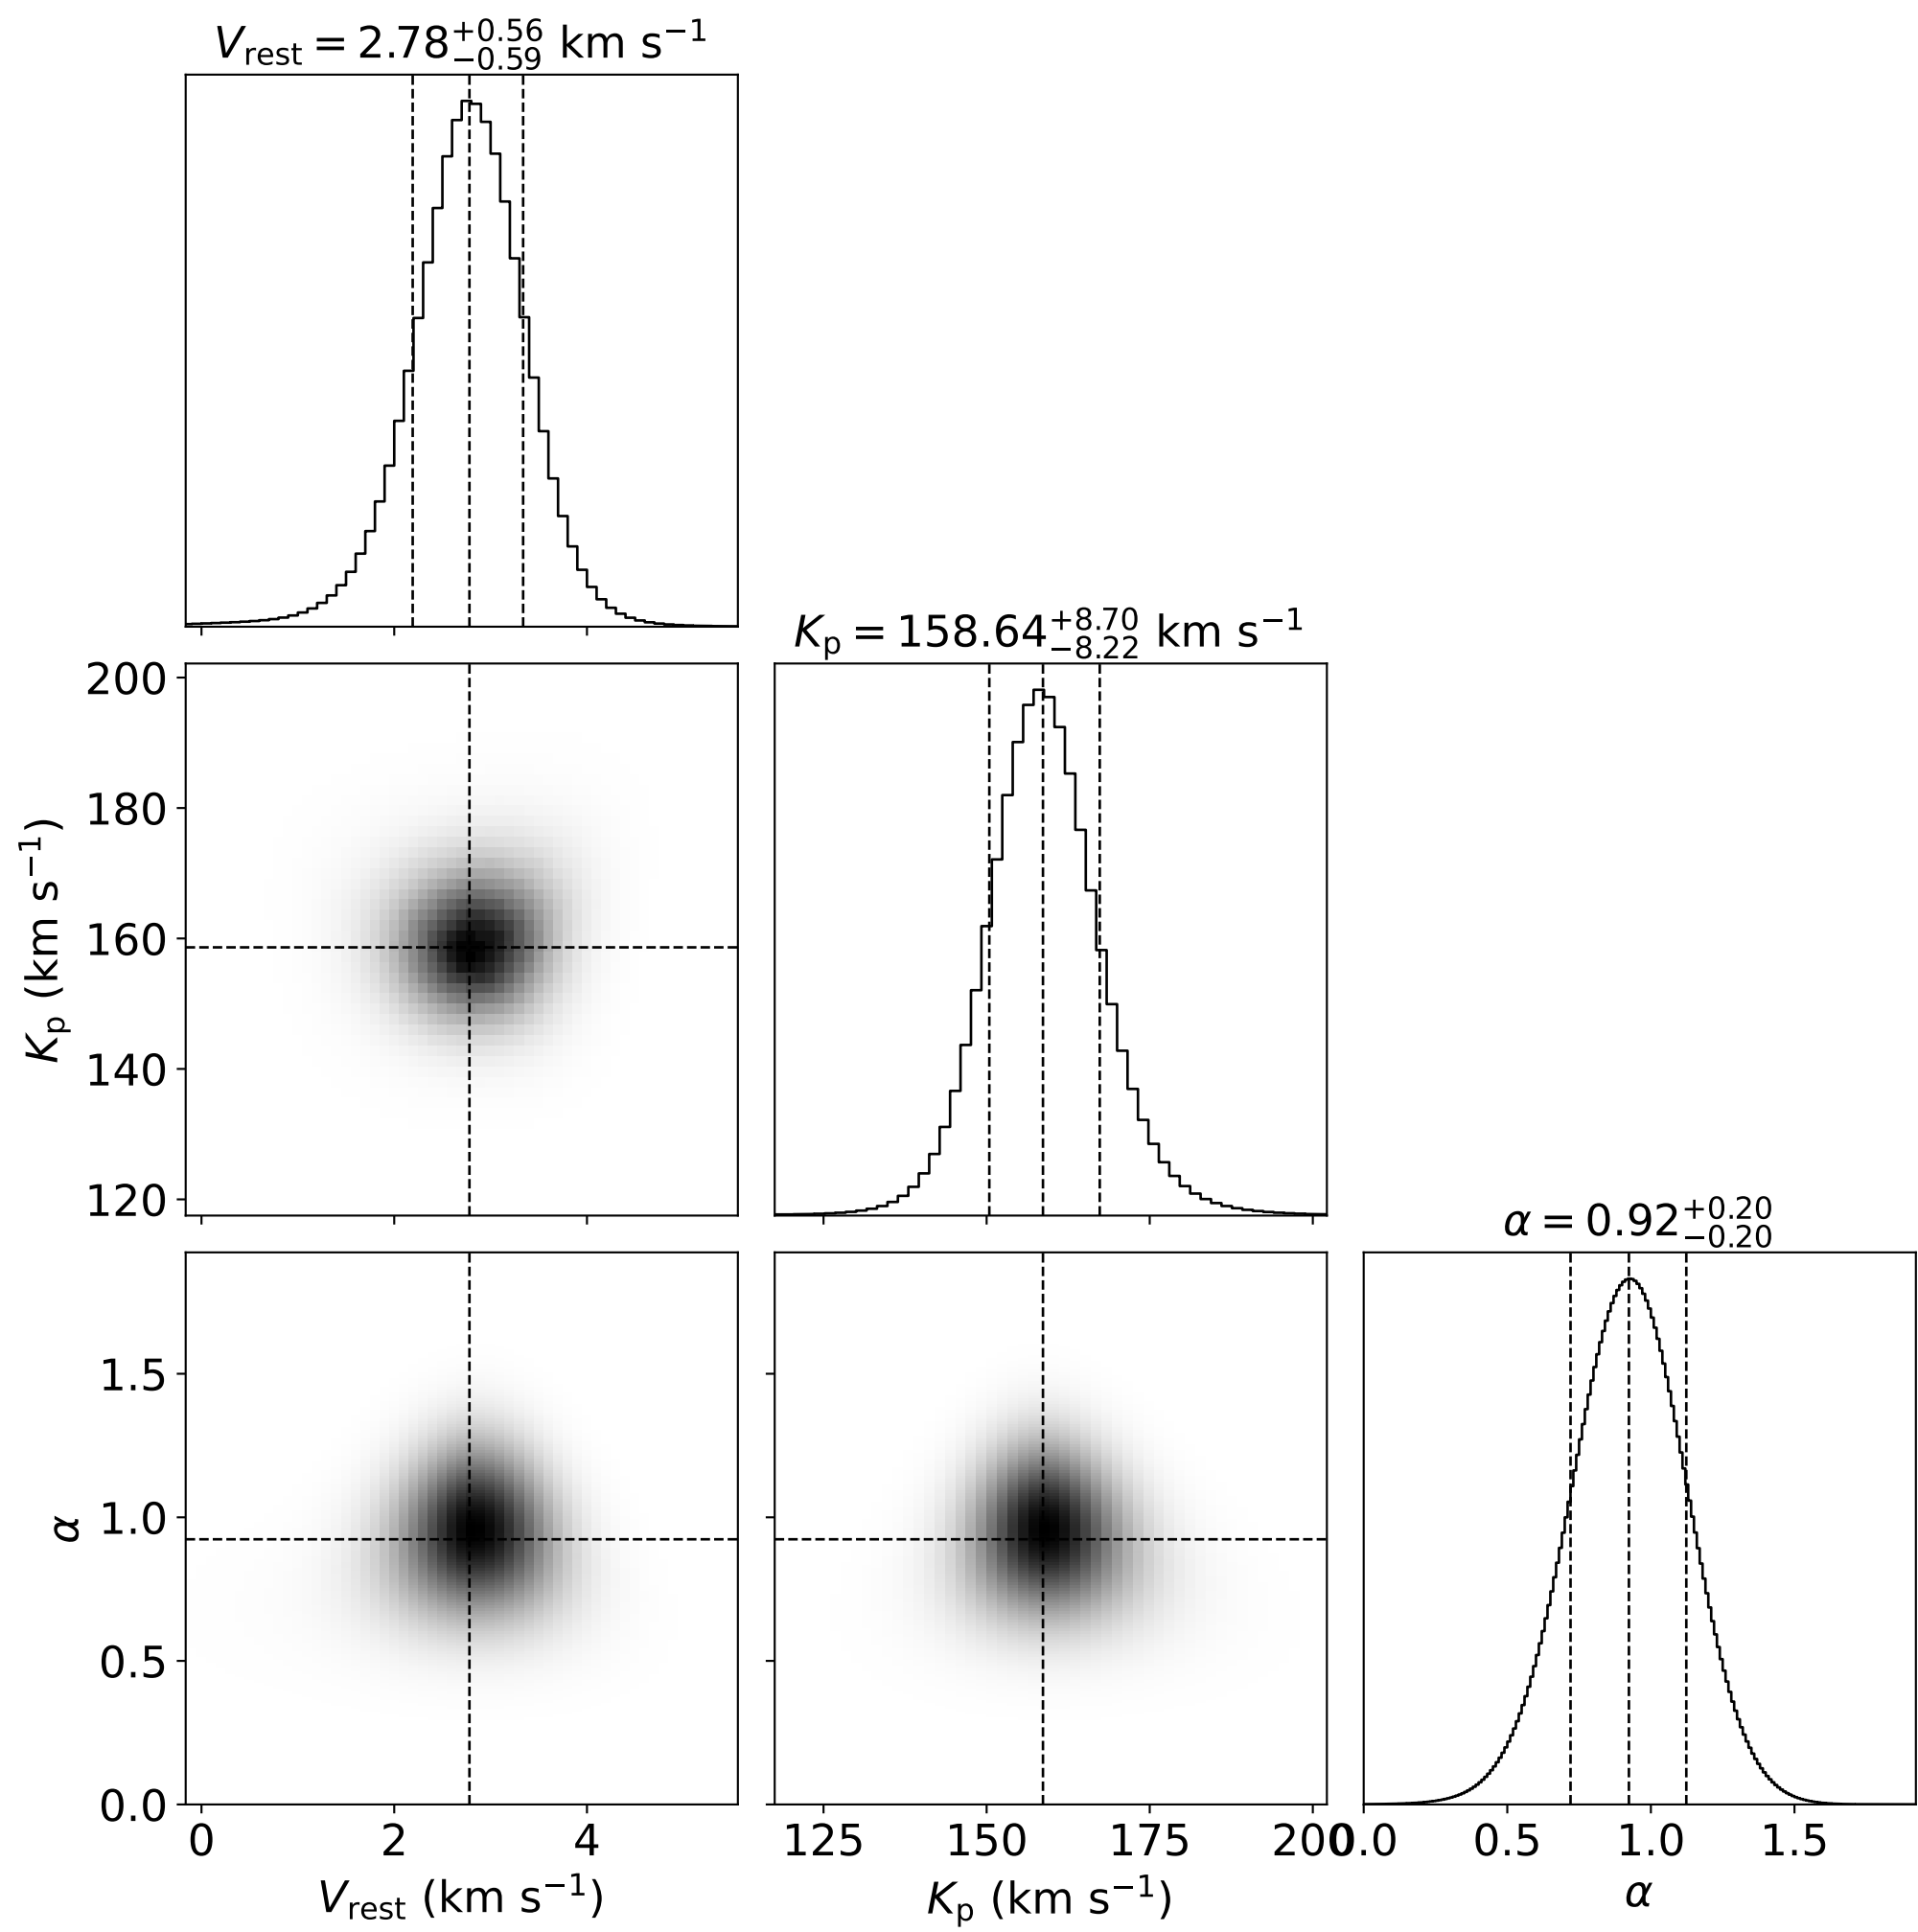 V_rest = 2.78^{+0.56}_{−0.59} km s^{−1}
K_p = 158.64^{+8.70}_{−8.22} km s^{−1}
200
180
160
140
120
K_p (km s^{−1})
α = 0.92^{+0.20}_{−0.20}
1.5
1.0
0.5
0.0
α
0 2 4
125 150 175 200
0.0 0.5 1.0 1.5
V_rest (km s^{−1})
K_p (km s^{−1})
α